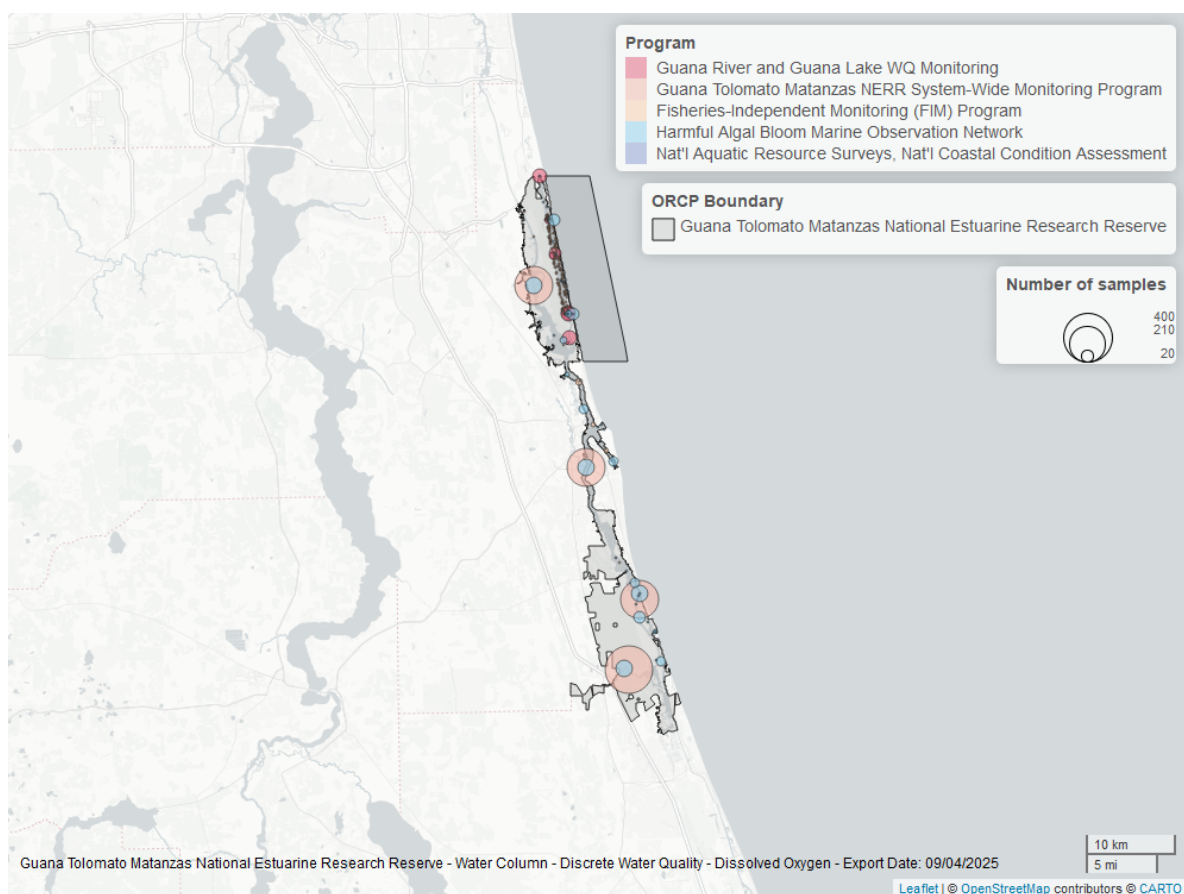 Program
Guana River and Guana Lake WQ Monitoring
Guana Tolomato Matanzas NERR System-Wide Monitoring Program
Fisheries-Independent Monitoring (FIM) Program
Harmful Algal Bloom Marine Observation Network
Nat'l Aquatic Resource Surveys, Nat'l Coastal Condition Assessment
ORCP Boundary
Guana Tolomato Matanzas National Estuarine Research Reserve
Number of samples
400
210
20
10 km
5 mi
Guana Tolomato Matanzas National Estuarine Research Reserve - Water Column - Discrete Water Quality - Dissolved Oxygen - Export Date: 09/04/2025
Leaflet | © OpenStreetMap contributors © CARTO